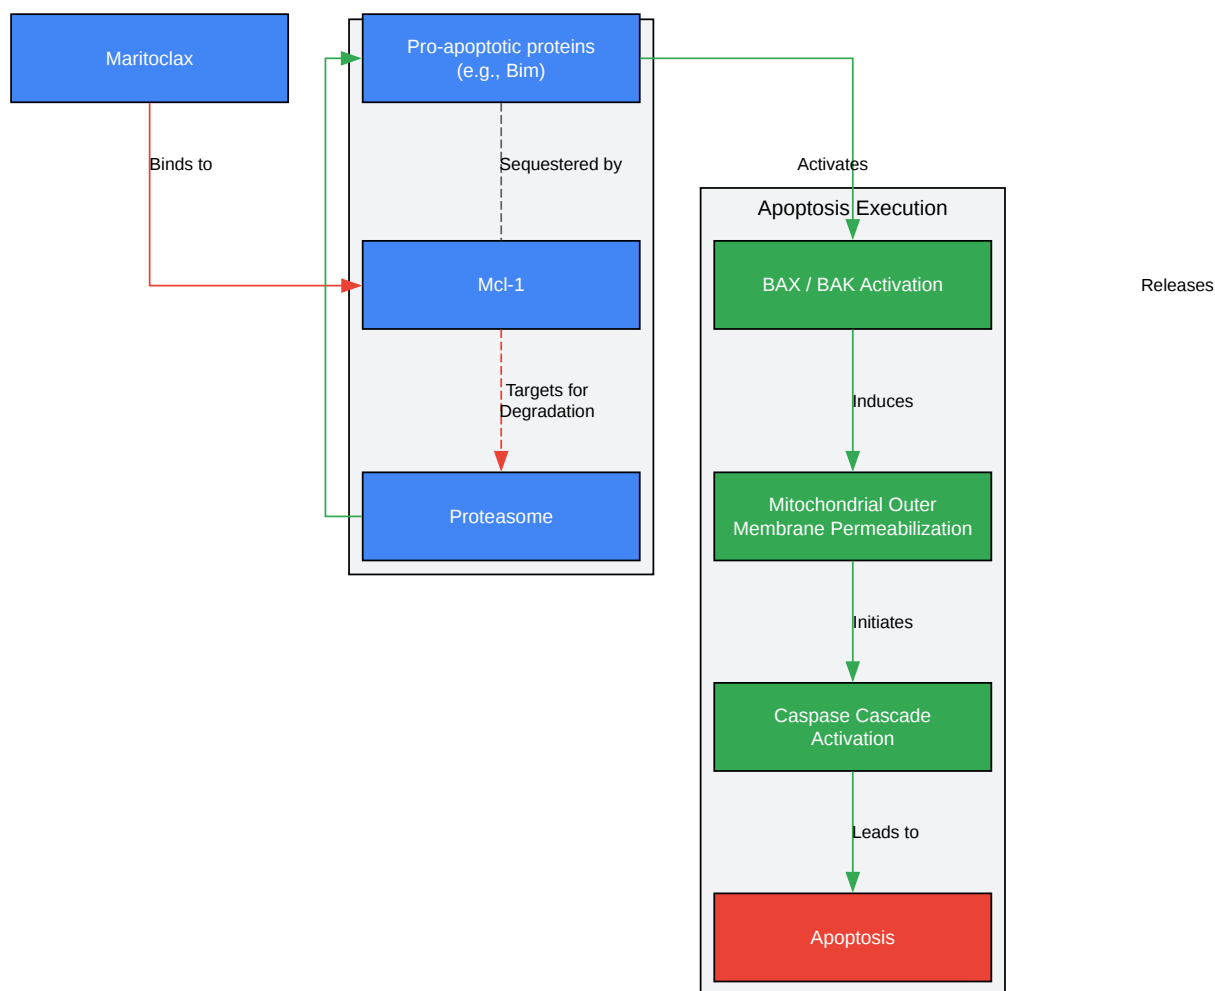 Maritoclax
Pro-apoptotic proteins
(e.g., Bim)
Binds to
Sequestered by
Activates
Apoptosis Execution
Mcl-1
BAX / BAK Activation
Releases
Targets for
Degradation
Induces
Proteasome
Mitochondrial Outer
Membrane Permeabilization
Initiates
Caspase Cascade
Activation
Leads to
Apoptosis